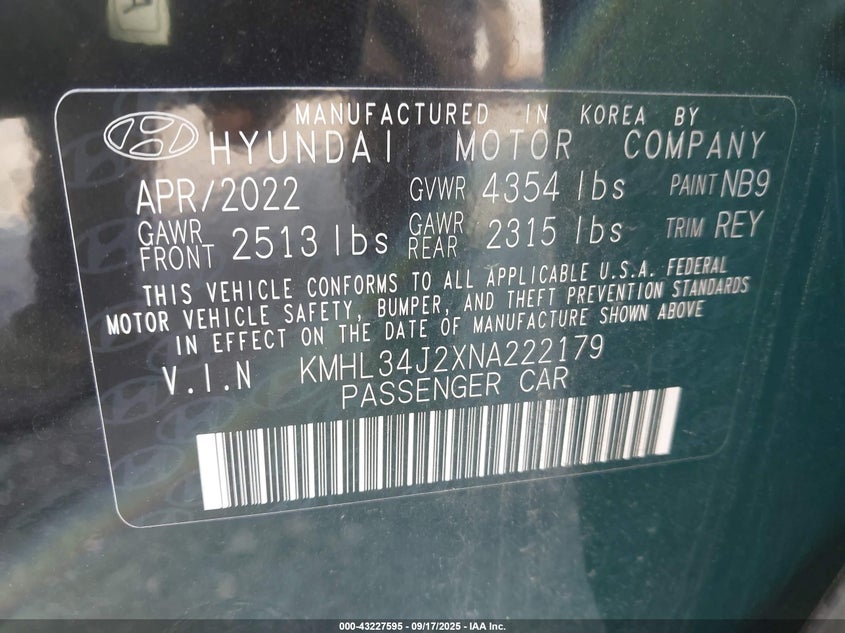 MANUFACTURED IN KOREA BY
HYUNDAI MOTOR COMPANY
APR/2022 GVWR 4354 lbs PAINT NB9
GAWR FRONT 2513 lbs GAWR REAR 2315 lbs TRIM REY
THIS VEHICLE CONFORMS TO ALL APPLICABLE U.S.A. FEDERAL
MOTOR VEHICLE SAFETY, BUMPER, AND THEFT PREVENTION STANDARDS
IN EFFECT ON THE DATE OF MANUFACTURE SHOWN ABOVE
V.I.N KMHL34J2XNA222179
PASSENGER CAR
000-43227595 - 09/17/2025 - IAA Inc.